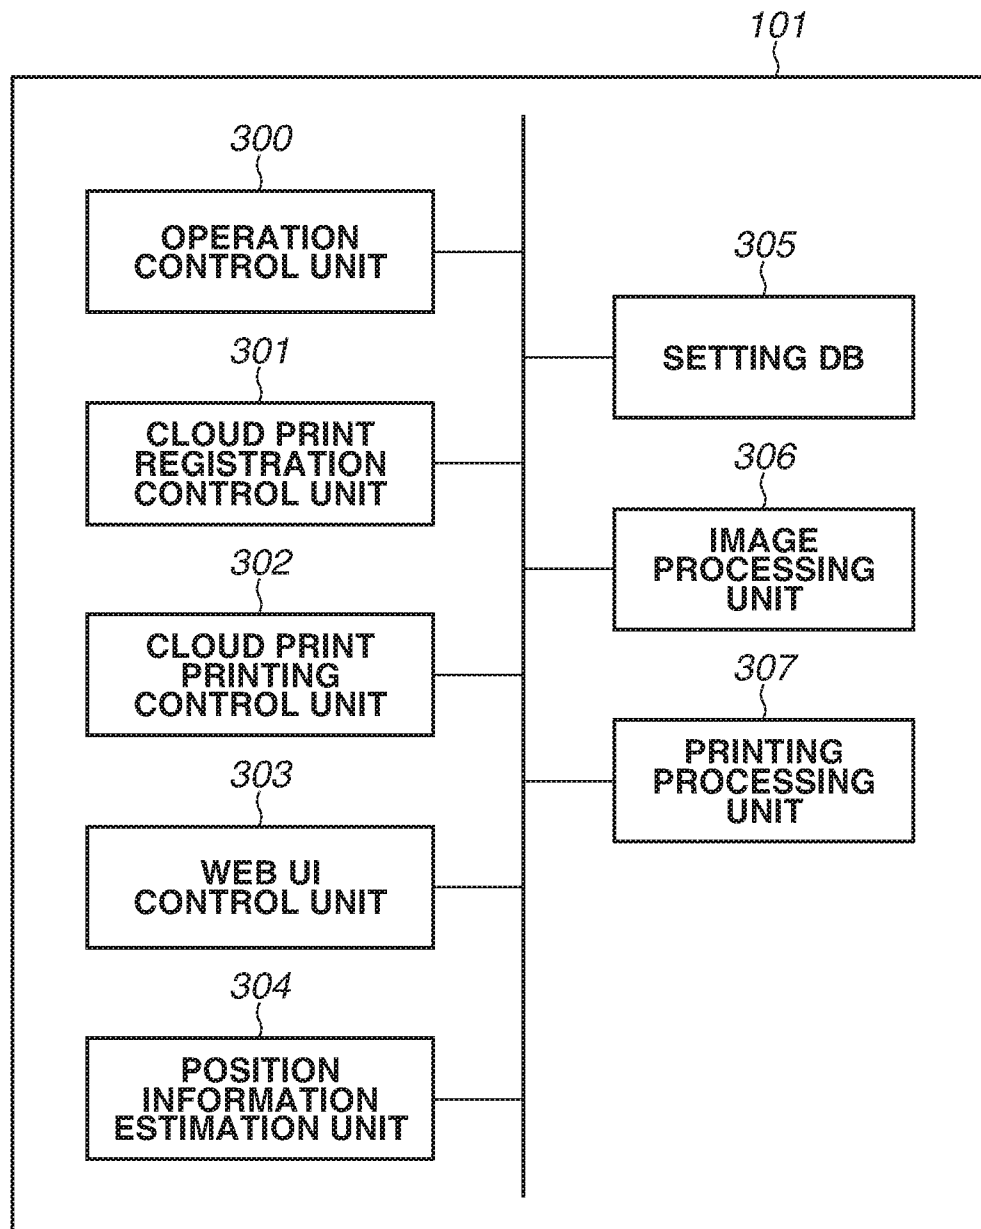 101
300
OPERATION
CONTROL UNIT
301
CLOUD PRINT
REGISTRATION
CONTROL UNIT
302
CLOUD PRINT
PRINTING
CONTROL UNIT
303
WEB UI
CONTROL UNIT
304
POSITION
INFORMATION
ESTIMATION UNIT
305
SETTING DB
306
IMAGE
PROCESSING
UNIT
307
PRINTING
PROCESSING
UNIT